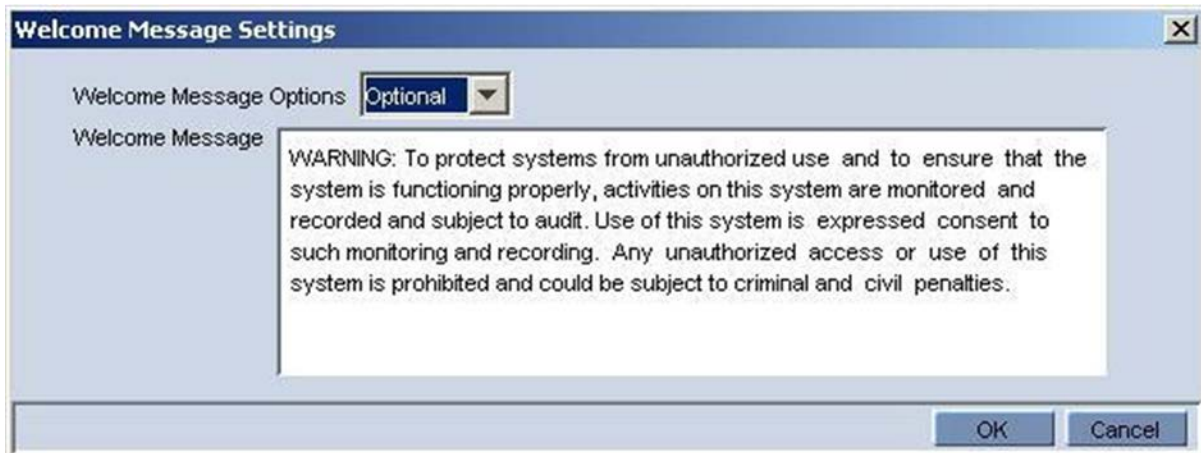 Welcome Message Settings
Welcome Message Options Optional
Welcome Message
WARNING: To protect systems from unauthorized use and to ensure that the
system is functioning properly, activities on this system are monitored and
recorded and subject to audit. Use of this system is expressed consent to
such monitoring and recording. Any unauthorized access or use of this
system is prohibited and could be subject to criminal and civil penalties.
OK Cancel